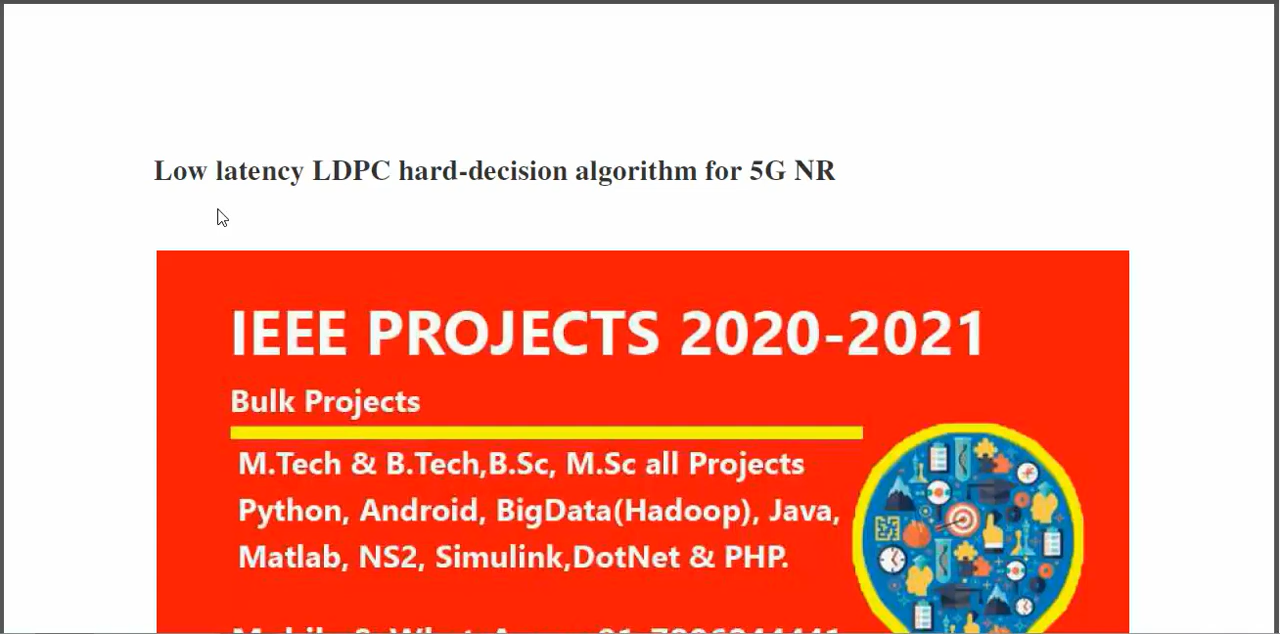 Low latency LDPC hard-decision algorithm for 5G NR
IEEE PROJECTS 2020-2021
Bulk Projects
M.Tech & B.Tech,B.Sc, M.Sc all Projects
Python, Android, BigData(Hadoop), Java,
Matlab, NS2, Simulink,DotNet & PHP.